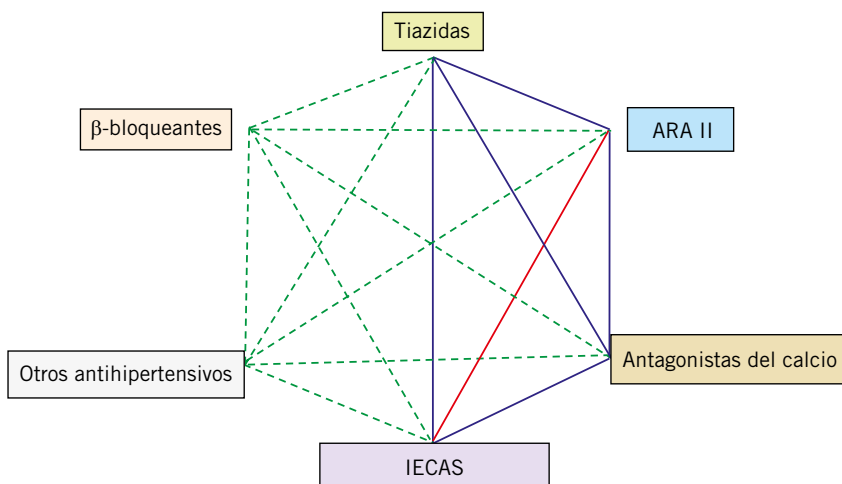 Tiazidas
β-bloqueantes
ARA II
Otros antihipertensivos
Antagonistas del calcio
IECAS